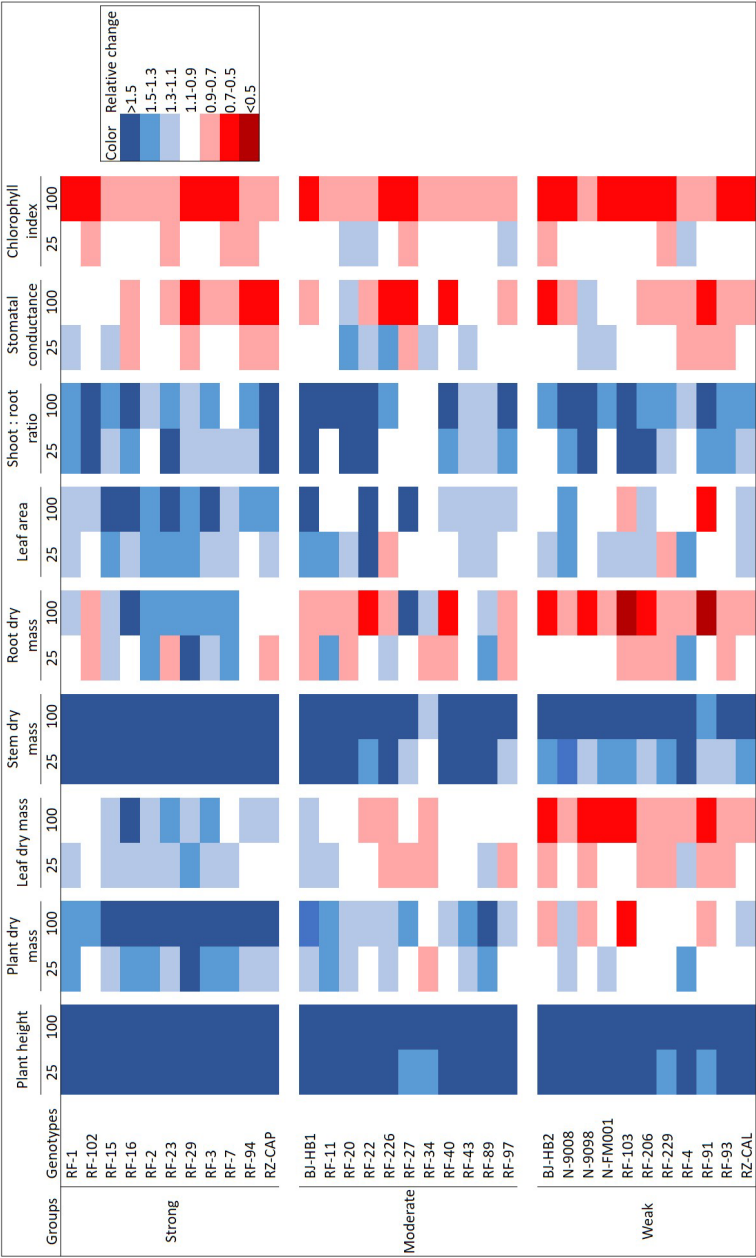 Groups Genotypes Plant height Plant dry mass Leaf dry mass Stem dry mass Root dry mass Leaf area Shoot : root ratio Stomatal conductance Chlorophyll index
25 100 25 100 25 100 25 100 25 100 25 100 25 100 25 100 25 100
Strong
RF-1
RF-102
RF-15
RF-16
RF-2
RF-23
RF-29
RF-3
RF-7
RF-94
RZ-CAP
Moderate
BJ-HB1
RF-11
RF-20
RF-22
RF-226
RF-27
RF-34
RF-40
RF-43
RF-89
RF-97
Weak
BJ-HB2
N-9008
N-9098
N-FM001
RF-103
RF-206
RF-229
RF-4
RF-91
RF-93
RZ-CAL
Color Relative change
>1.5
1.5-1.3
1.3-1.1
1.1-0.9
0.9-0.7
0.7-0.5
<0.5